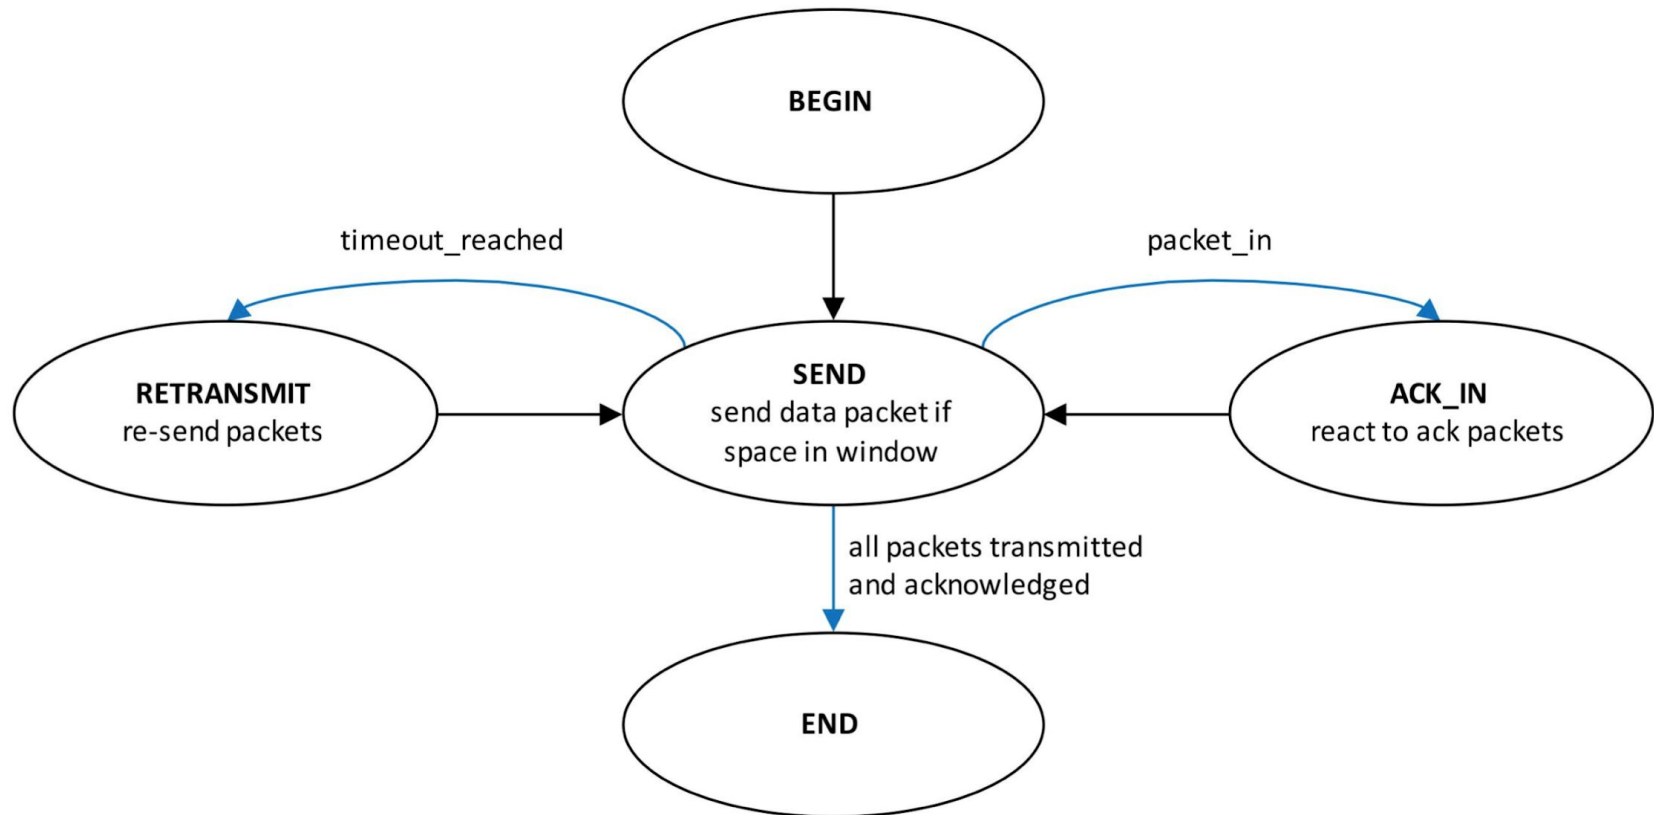 BEGIN
timeout_reached
packet_in
RETRANSMIT
re-send packets
SEND
send data packet if
space in window
ACK_IN
react to ack packets
all packets transmitted
and acknowledged
END